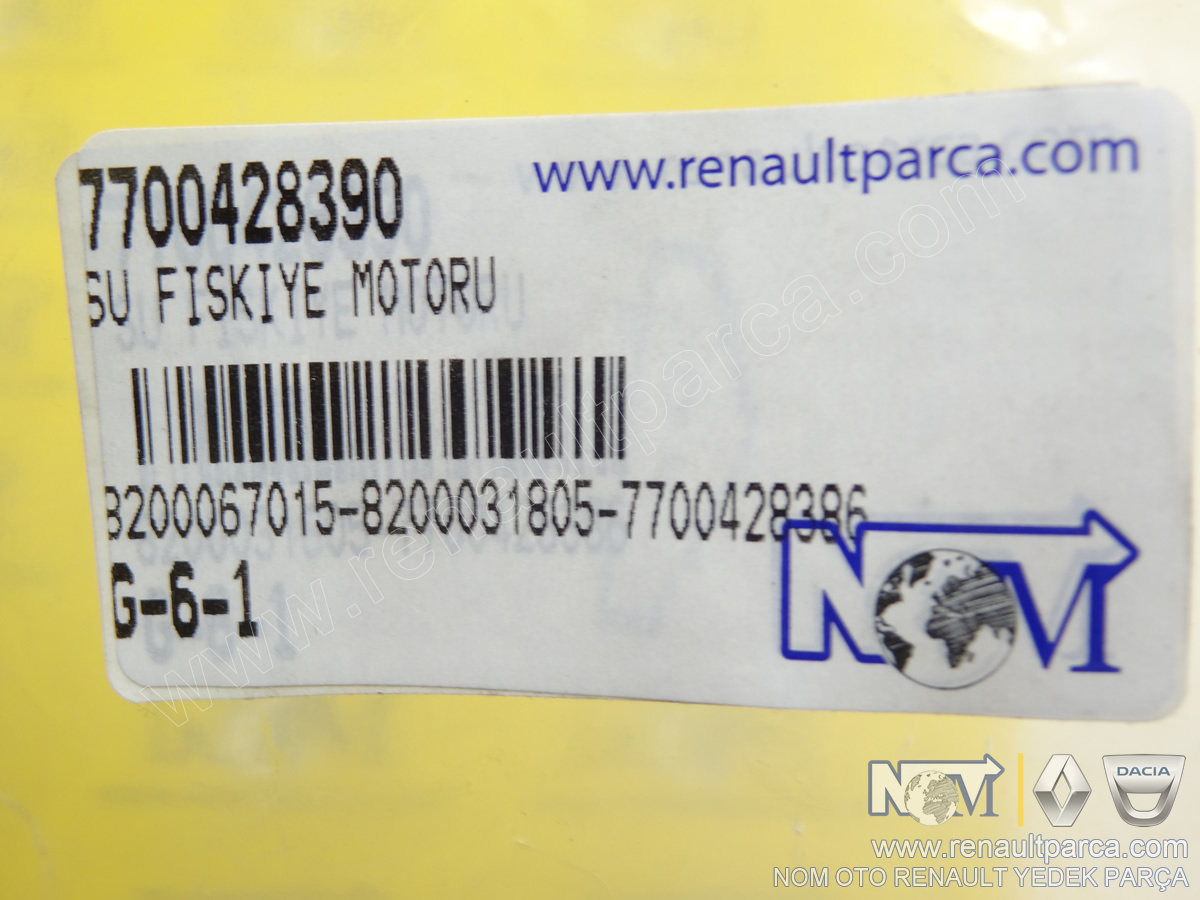 www.renaultparca.com
7700428390
SU FISKIYE MOTORU
8200067015-8200031805-7700428386
G-6-1
NOM
www.renaultparca.com
NOM
DACIA
www.renaultparca.com
NOM OTO RENAULT YEDEK PARÇA